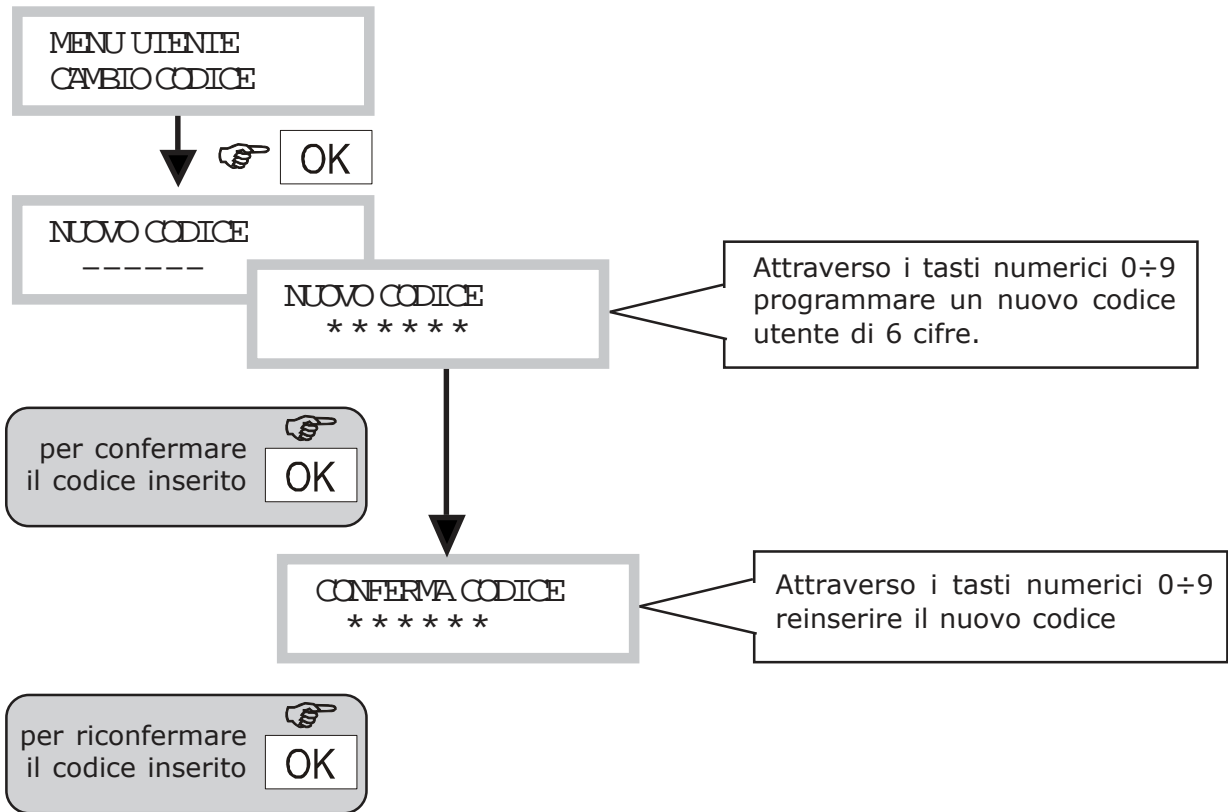 MENU UTENTE
CAMBIO CODICE
OK
NUOVO CODICE
------
NUOVO CODICE
******
Attraverso i tasti numerici 0÷9
programmare un nuovo codice
utente di 6 cifre.
per confermare
il codice inserito
OK
CONFERMA CODICE
******
Attraverso i tasti numerici 0÷9
reinserire il nuovo codice
per riconfermare
il codice inserito
OK